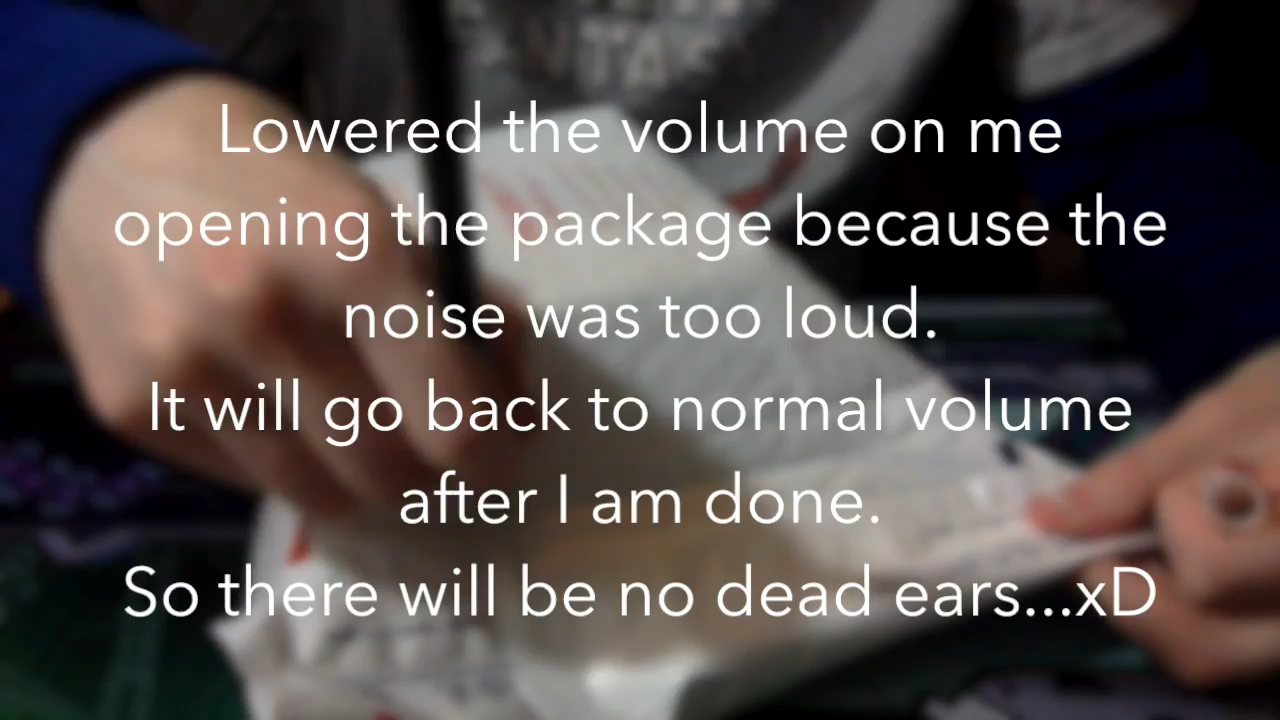 Lowered the volume on me
opening the package because the
noise was too loud.
It will go back to normal volume
after I am done.
So there will be no dead ears...xD